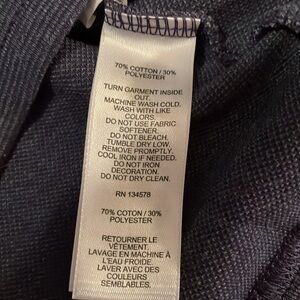 70% COTTON / 30%
POLYESTER
TURN GARMENT INSIDE
OUT.
MACHINE WASH COLD.
WASH WITH LIKE
COLORS.
DO NOT USE FABRIC
SOFTENER.
DO NOT BLEACH.
TUMBLE DRY LOW.
REMOVE PROMPTLY.
COOL IRON IF NEEDED.
DO NOT IRON
DECORATION.
DO NOT DRY CLEAN.
RN 134578
70% COTTON / 30%
POLYESTER
RETOURNER LE
VÊTEMENT.
LAVAGE EN MACHINE À
L'EAU FROIDE.
LAVER AVEC DES
COULEURS
SEMBLABLES.